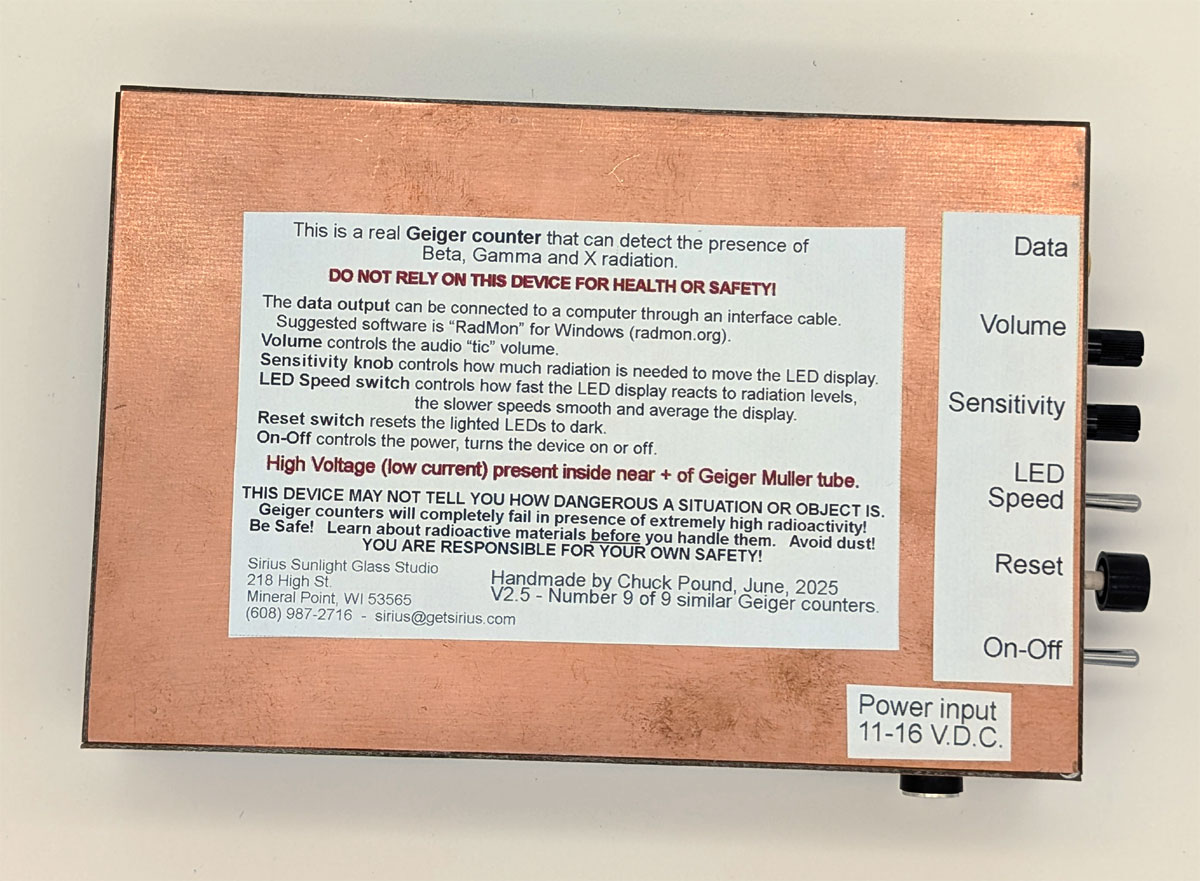 This is a real Geiger counter that can detect the presence of
Beta, Gamma and X radiation.
DO NOT RELY ON THIS DEVICE FOR HEALTH OR SAFETY!
The data output can be connected to a computer through an interface cable.
Suggested software is “RadMon” for Windows (radmon.org).
Volume controls the audio “tic” volume.
Sensitivity knob controls how much radiation is needed to move the LED display.
LED Speed switch controls how fast the LED display reacts to radiation levels,
the slower speeds smooth and average the display.
Reset switch resets the lighted LEDs to dark.
On-Off controls the power, turns the device on or off.
High Voltage (low current) present inside near + of Geiger Muller tube.
THIS DEVICE MAY NOT TELL YOU HOW DANGEROUS A SITUATION OR OBJECT IS.
Geiger counters will completely fail in presence of extremely high radioactivity!
Be Safe! Learn about radioactive materials before you handle them. Avoid dust!
YOU ARE RESPONSIBLE FOR YOUR OWN SAFETY!
Sirius Sunlight Glass Studio
218 High St.
Mineral Point, WI 53565
(608) 987-2716 - sirius@getsirius.com
Handmade by Chuck Pound, June, 2025
V2.5 - Number 9 of 9 similar Geiger counters.
Data
Volume
Sensitivity
LED
Speed
Reset
On-Off
Power input
11-16 V.D.C.